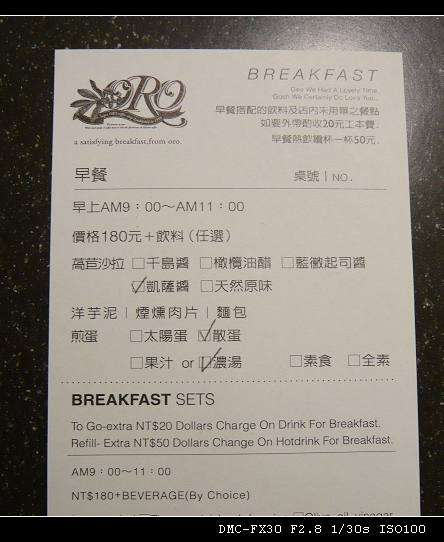 ORO
a satisfying breakfast,from oro.
BREAKFAST
Geo We Had A Lovely Time,
Gosh We Certainly Do Love You...
早餐搭配的飲料及店內未用單之餐點
如要外帶酌收20元工本費.
早餐熱飲續杯一杯50元.
早餐 桌號 | NO.
早上AM9：00～AM11：00
價格180元＋飲料（任選）
萵苣沙拉 □千島醬 □橄欖油醋 □藍黴起司醬
☑凱薩醬 □天然原味
洋芋泥 | 煙燻肉片 | 麵包
煎蛋 □太陽蛋 ☑散蛋
□果汁 or ☑濃湯 □素食 □全素
BREAKFAST SETS
To Go-extra NT$20 Dollars Charge On Drink For Breakfast.
Refill- Extra NT$50 Dollars Change On Hotdrink For Breakfast.
AM9：00～11：00
NT$180+BEVERAGE(By Choice)
DMC-FX30 F2.8 1/30s ISO100